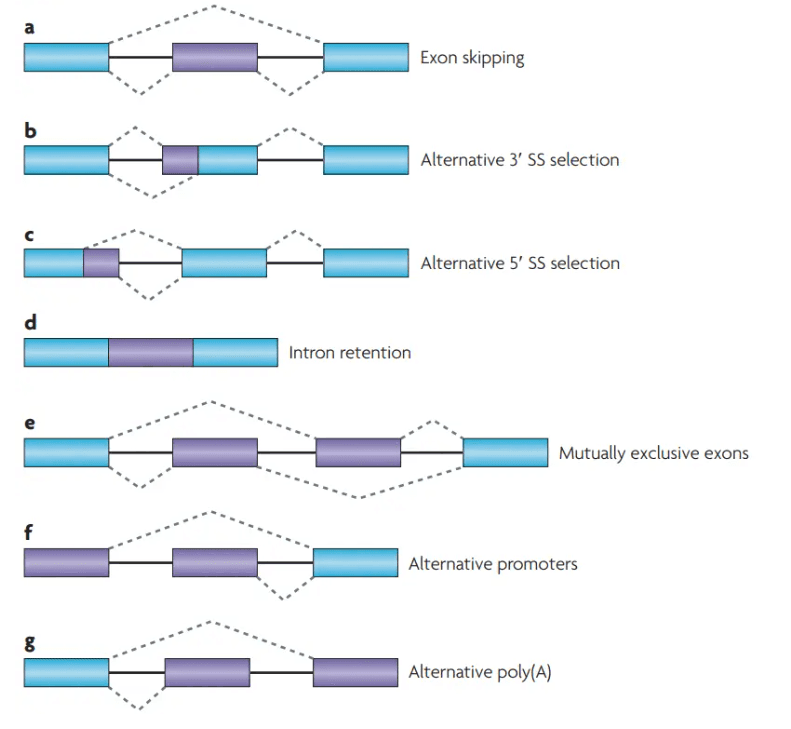 a
Exon skipping
b
Alternative 3′ SS selection
c
Alternative 5′ SS selection
d
Intron retention
e
Mutually exclusive exons
f
Alternative promoters
g
Alternative poly(A)